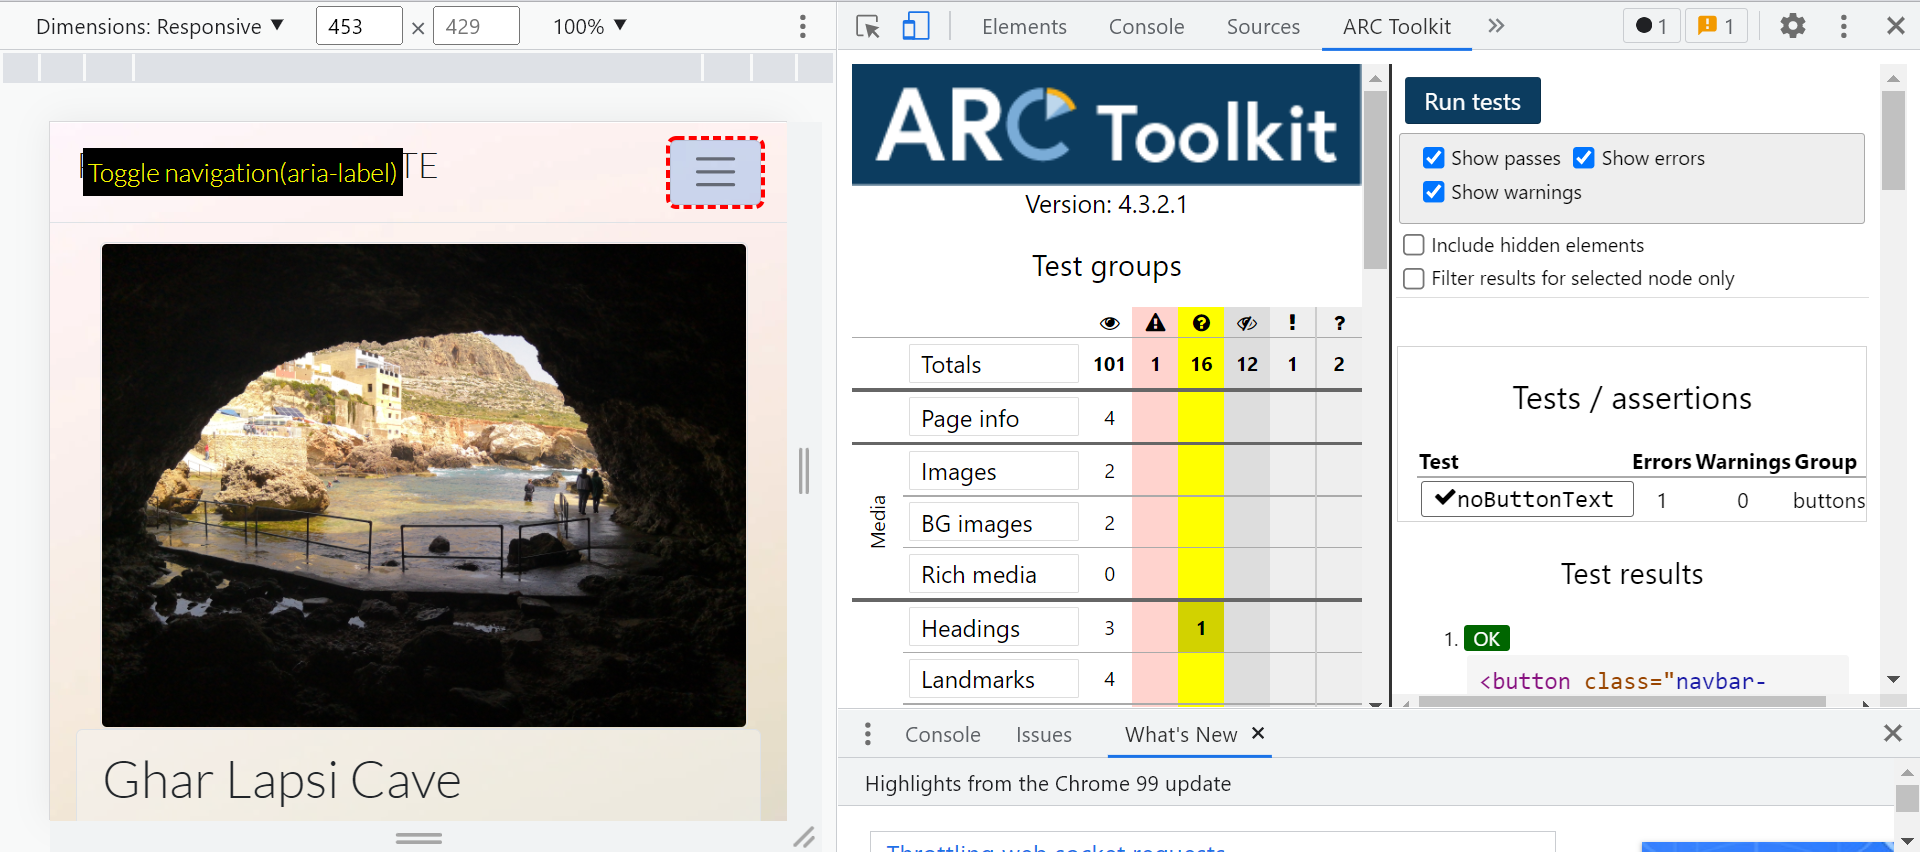 Dimensions: Responsive ▼ 453 × 429 100% ▼
Elements Console Sources ARC Toolkit » 1 1
Toggle navigation(aria-label) TE
Ghar Lapsi Cave
ARC Toolkit
Version: 4.3.2.1
Test groups
! ?
Totals 101 1 16 12 1 2
Page info 4
Media
Images 2
BG images 2
Rich media 0
Headings 3 1
Landmarks 4
Run tests
Show passes Show errors
Show warnings
Include hidden elements
Filter results for selected node only
Tests / assertions
Test Errors Warnings Group
✔noButtonText 1 0 buttons
Test results
1. OK
<button class="navbar-
Console Issues What's New ×
Highlights from the Chrome 99 update
Throttling web socket requests